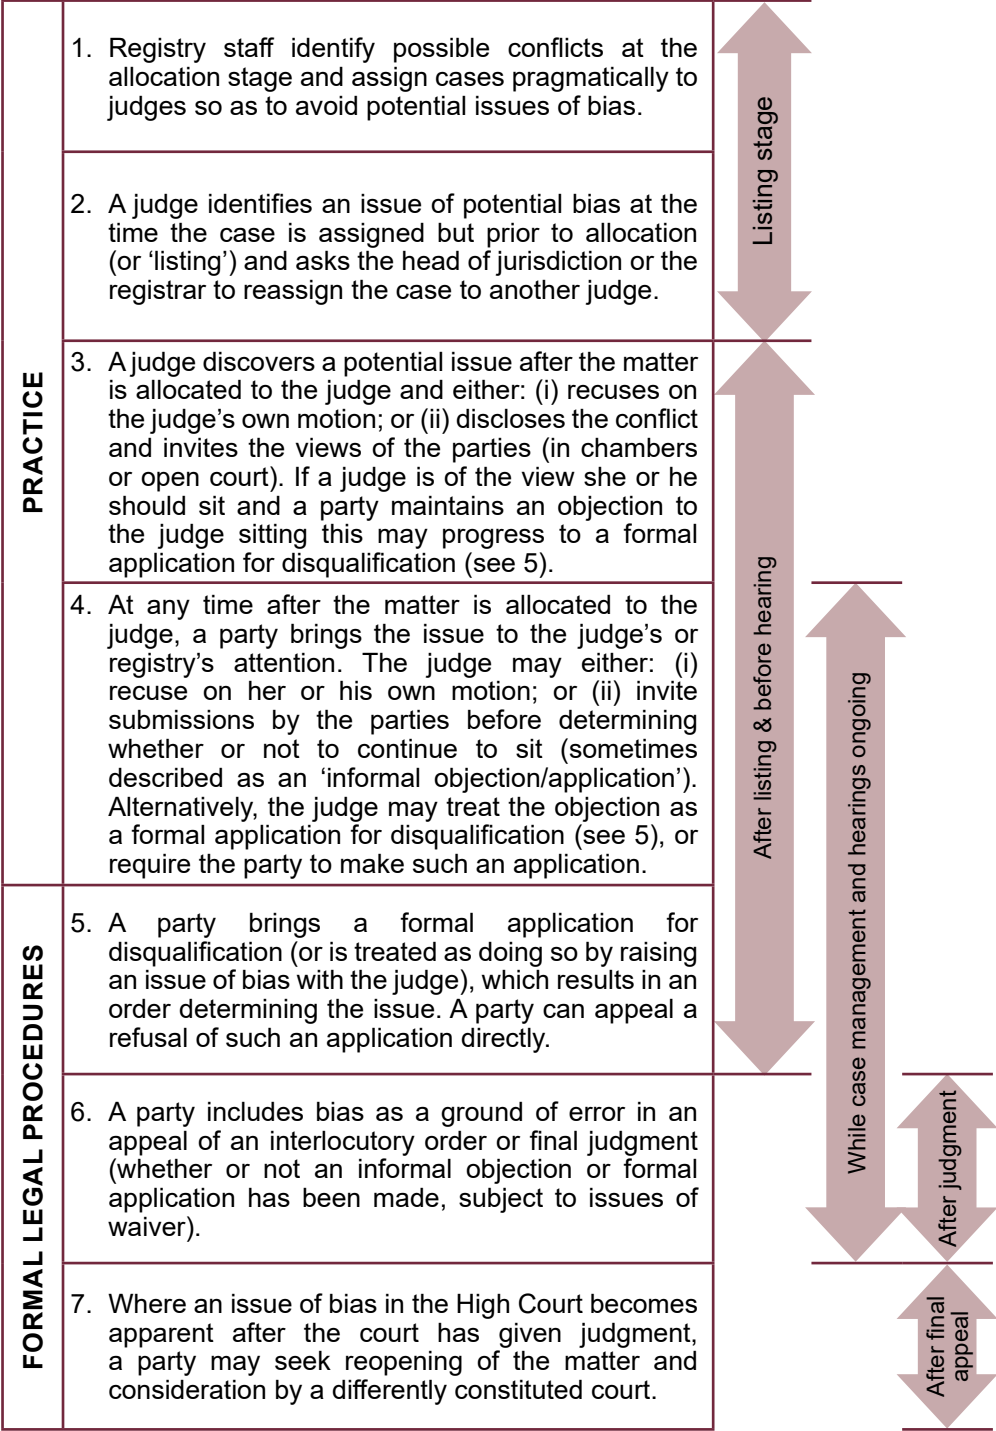 PRACTICE
1. Registry staff identify possible conflicts at the
allocation stage and assign cases pragmatically to
judges so as to avoid potential issues of bias.
2. A judge identifies an issue of potential bias at the
time the case is assigned but prior to allocation
(or ‘listing’) and asks the head of jurisdiction or the
registrar to reassign the case to another judge.
Listing stage
3. A judge discovers a potential issue after the matter
is allocated to the judge and either: (i) recuses on
the judge’s own motion; or (ii) discloses the conflict
and invites the views of the parties (in chambers
or open court). If a judge is of the view she or he
should sit and a party maintains an objection to
the judge sitting this may progress to a formal
application for disqualification (see 5).
4. At any time after the matter is allocated to the
judge, a party brings the issue to the judge’s or
registry’s attention. The judge may either: (i)
recuse on her or his own motion; or (ii) invite
submissions by the parties before determining
whether or not to continue to sit (sometimes
described as an ‘informal objection/application’).
Alternatively, the judge may treat the objection as
a formal application for disqualification (see 5), or
require the party to make such an application.
After listing & before hearing
FORMAL LEGAL PROCEDURES
5. A party brings a formal application for
disqualification (or is treated as doing so by raising
an issue of bias with the judge), which results in an
order determining the issue. A party can appeal a
refusal of such an application directly.
While case management and hearings ongoing
6. A party includes bias as a ground of error in an
appeal of an interlocutory order or final judgment
(whether or not an informal objection or formal
application has been made, subject to issues of
waiver).
After judgment
7. Where an issue of bias in the High Court becomes
apparent after the court has given judgment,
a party may seek reopening of the matter and
consideration by a differently constituted court.
After final
appeal